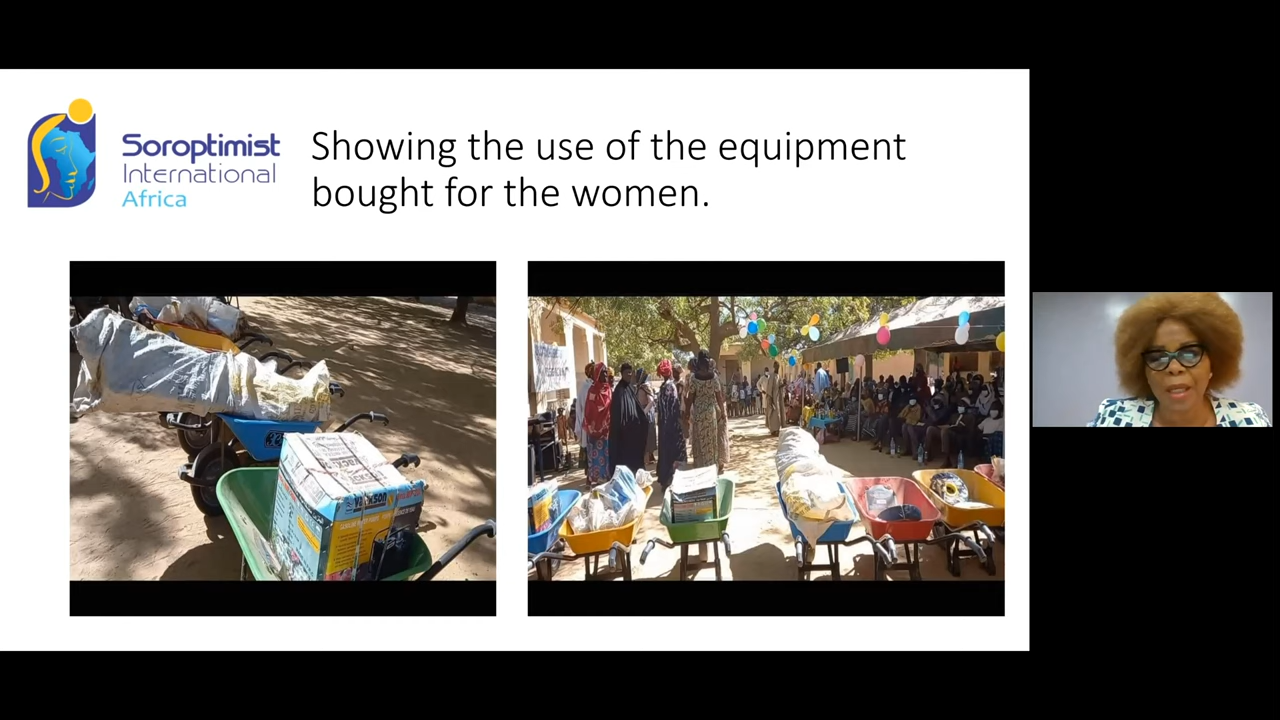 Soroptimist
International
Africa
Showing the use of the equipment
bought for the women.